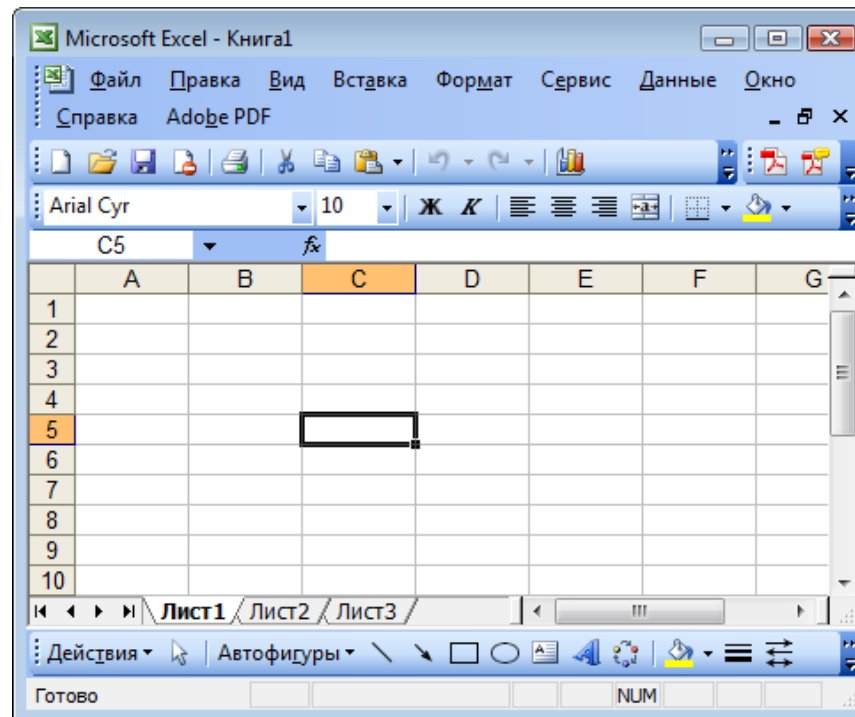 Microsoft Excel - Книга1
Файл Правка Вид Вставка Формат Сервис Данные Окно
Справка Adobe PDF
Arial Cyr 10 Ж К
C5 fx
A B C D E F G
1
2
3
4
5
6
7
8
9
10
Лист1 Лист2 Лист3
Действия Автофигуры
Готово NUM